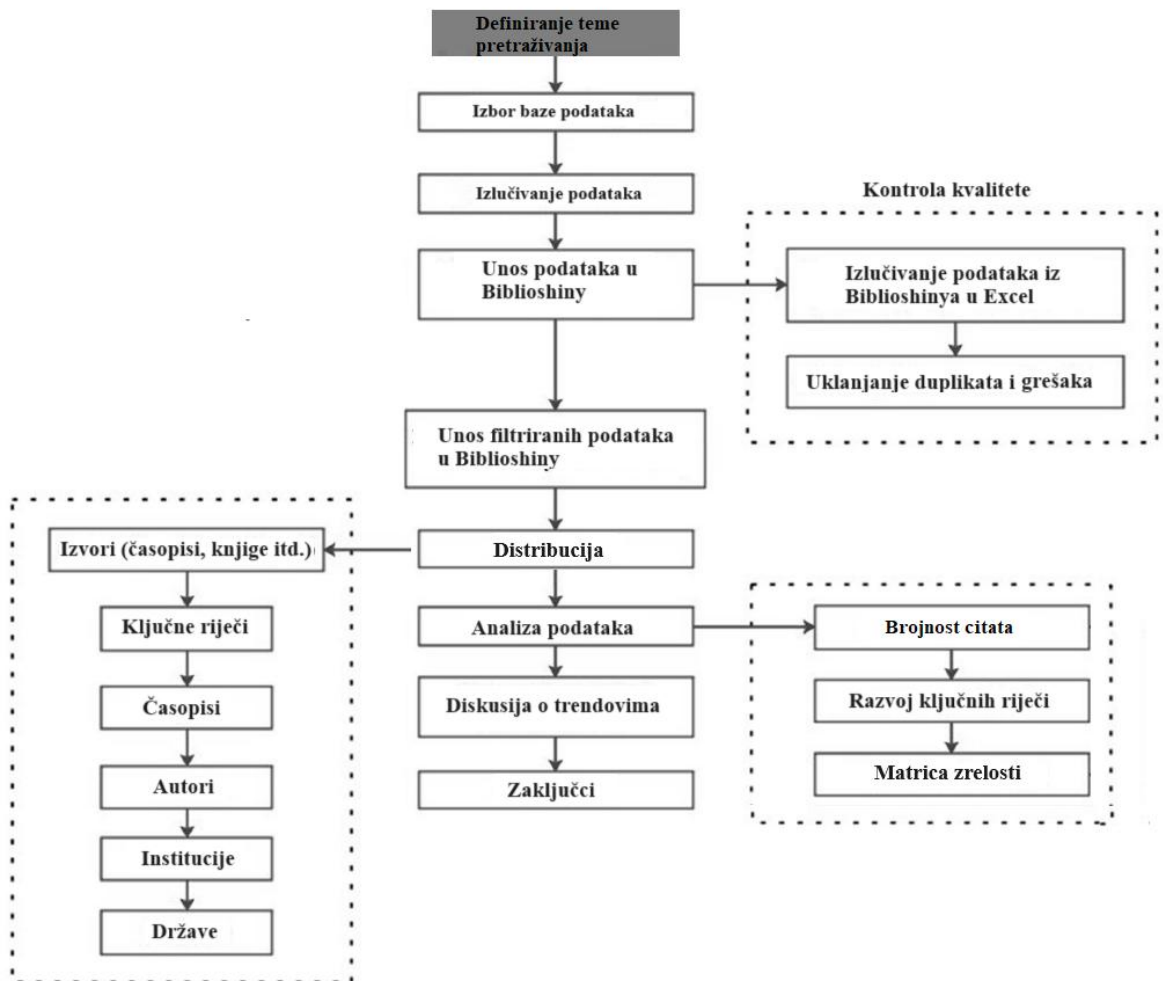 Definiranje teme
pretraživanja
Izbor baze podataka
Izlučivanje podataka
Unos podataka u
Biblioshiny
Kontrola kvalitete
Izlučivanje podataka iz
Biblioshinya u Excel
Uklanjanje duplikata i grešaka
Unos filtriranih podataka
u Biblioshiny
Distribucija
Izvori (časopisi, knjige itd.)
Ključne riječi
Časopisi
Autori
Institucije
Države
Analiza podataka
Brojnost citata
Razvoj ključnih riječi
Matrica zrelosti
Diskusija o trendovima
Zaključci